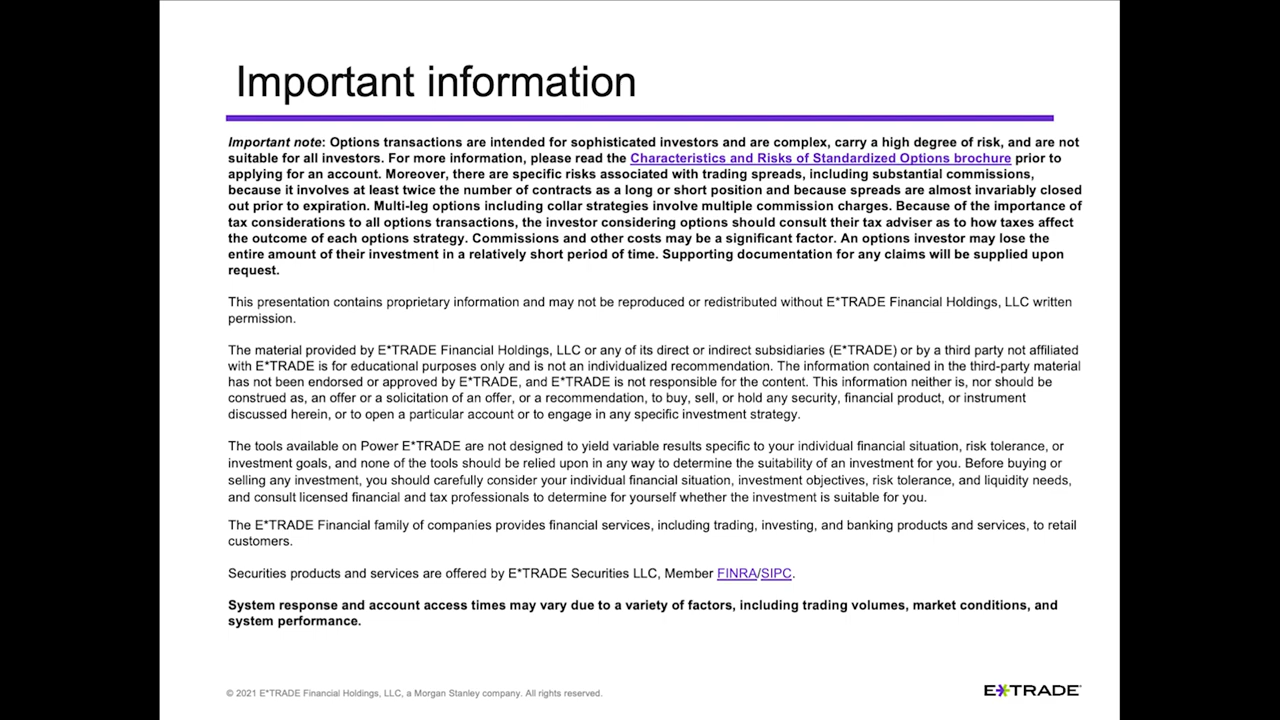 Important information
Important note: Options transactions are intended for sophisticated investors and are complex, carry a high degree of risk, and are not
suitable for all investors. For more information, please read the Characteristics and Risks of Standardized Options brochure prior to
applying for an account. Moreover, there are specific risks associated with trading spreads, including substantial commissions,
because it involves at least twice the number of contracts as a long or short position and because spreads are almost invariably closed
out prior to expiration. Multi-leg options including collar strategies involve multiple commission charges. Because of the importance of
tax considerations to all options transactions, the investor considering options should consult their tax adviser as to how taxes affect
the outcome of each options strategy. Commissions and other costs may be a significant factor. An options investor may lose the
entire amount of their investment in a relatively short period of time. Supporting documentation for any claims will be supplied upon
request.
This presentation contains proprietary information and may not be reproduced or redistributed without E*TRADE Financial Holdings, LLC written
permission.
The material provided by E*TRADE Financial Holdings, LLC or any of its direct or indirect subsidiaries (E*TRADE) or by a third party not affiliated
with E*TRADE is for educational purposes only and is not an individualized recommendation. The information contained in the third-party material
has not been endorsed or approved by E*TRADE, and E*TRADE is not responsible for the content. This information neither is, nor should be
construed as, an offer or a solicitation of an offer, or a recommendation, to buy, sell, or hold any security, financial product, or instrument
discussed herein, or to open a particular account or to engage in any specific investment strategy.
The tools available on Power E*TRADE are not designed to yield variable results specific to your individual financial situation, risk tolerance, or
investment goals, and none of the tools should be relied upon in any way to determine the suitability of an investment for you. Before buying or
selling any investment, you should carefully consider your individual financial situation, investment objectives, risk tolerance, and liquidity needs,
and consult licensed financial and tax professionals to determine for yourself whether the investment is suitable for you.
The E*TRADE Financial family of companies provides financial services, including trading, investing, and banking products and services, to retail
customers.
Securities products and services are offered by E*TRADE Securities LLC, Member FINRA/SIPC.
System response and account access times may vary due to a variety of factors, including trading volumes, market conditions, and
system performance.
© 2021 E*TRADE Financial Holdings, LLC, a Morgan Stanley company. All rights reserved.
E*TRADE